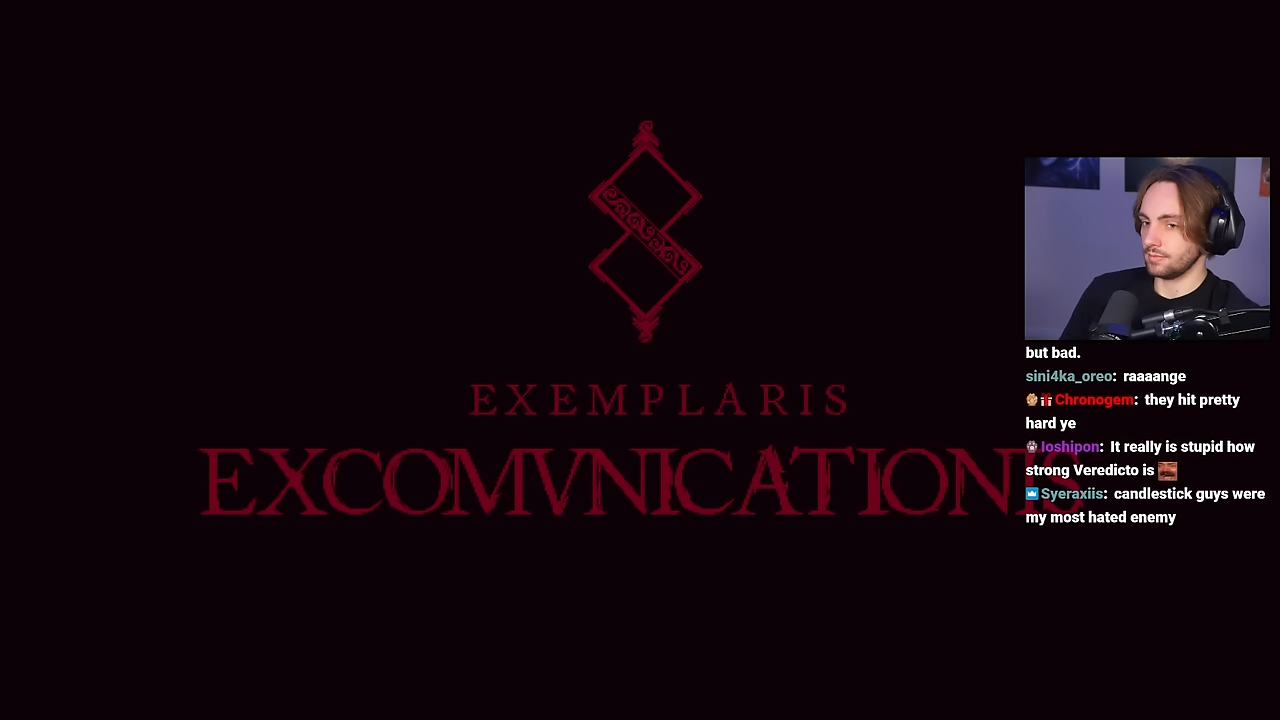 EXEMPLARIS
EXCOMVNICATIONIS
but bad.
sini4ka_oreo: raaaange
Chronogem: they hit pretty
hard ye
loshipon: It really is stupid how
strong Veredicto is
Syeraxiis: candlestick guys were
my most hated enemy